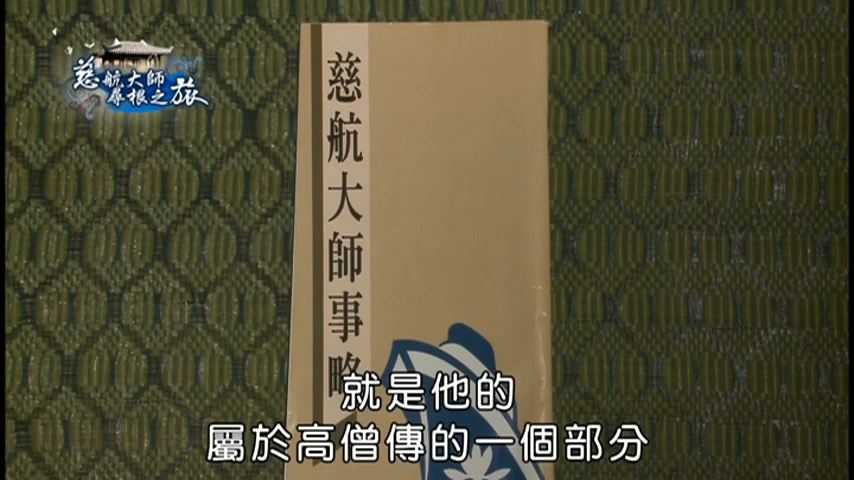 慈航大師
尋根之旅
慈航大師事略
就是他的
屬於高僧傳的一個部分